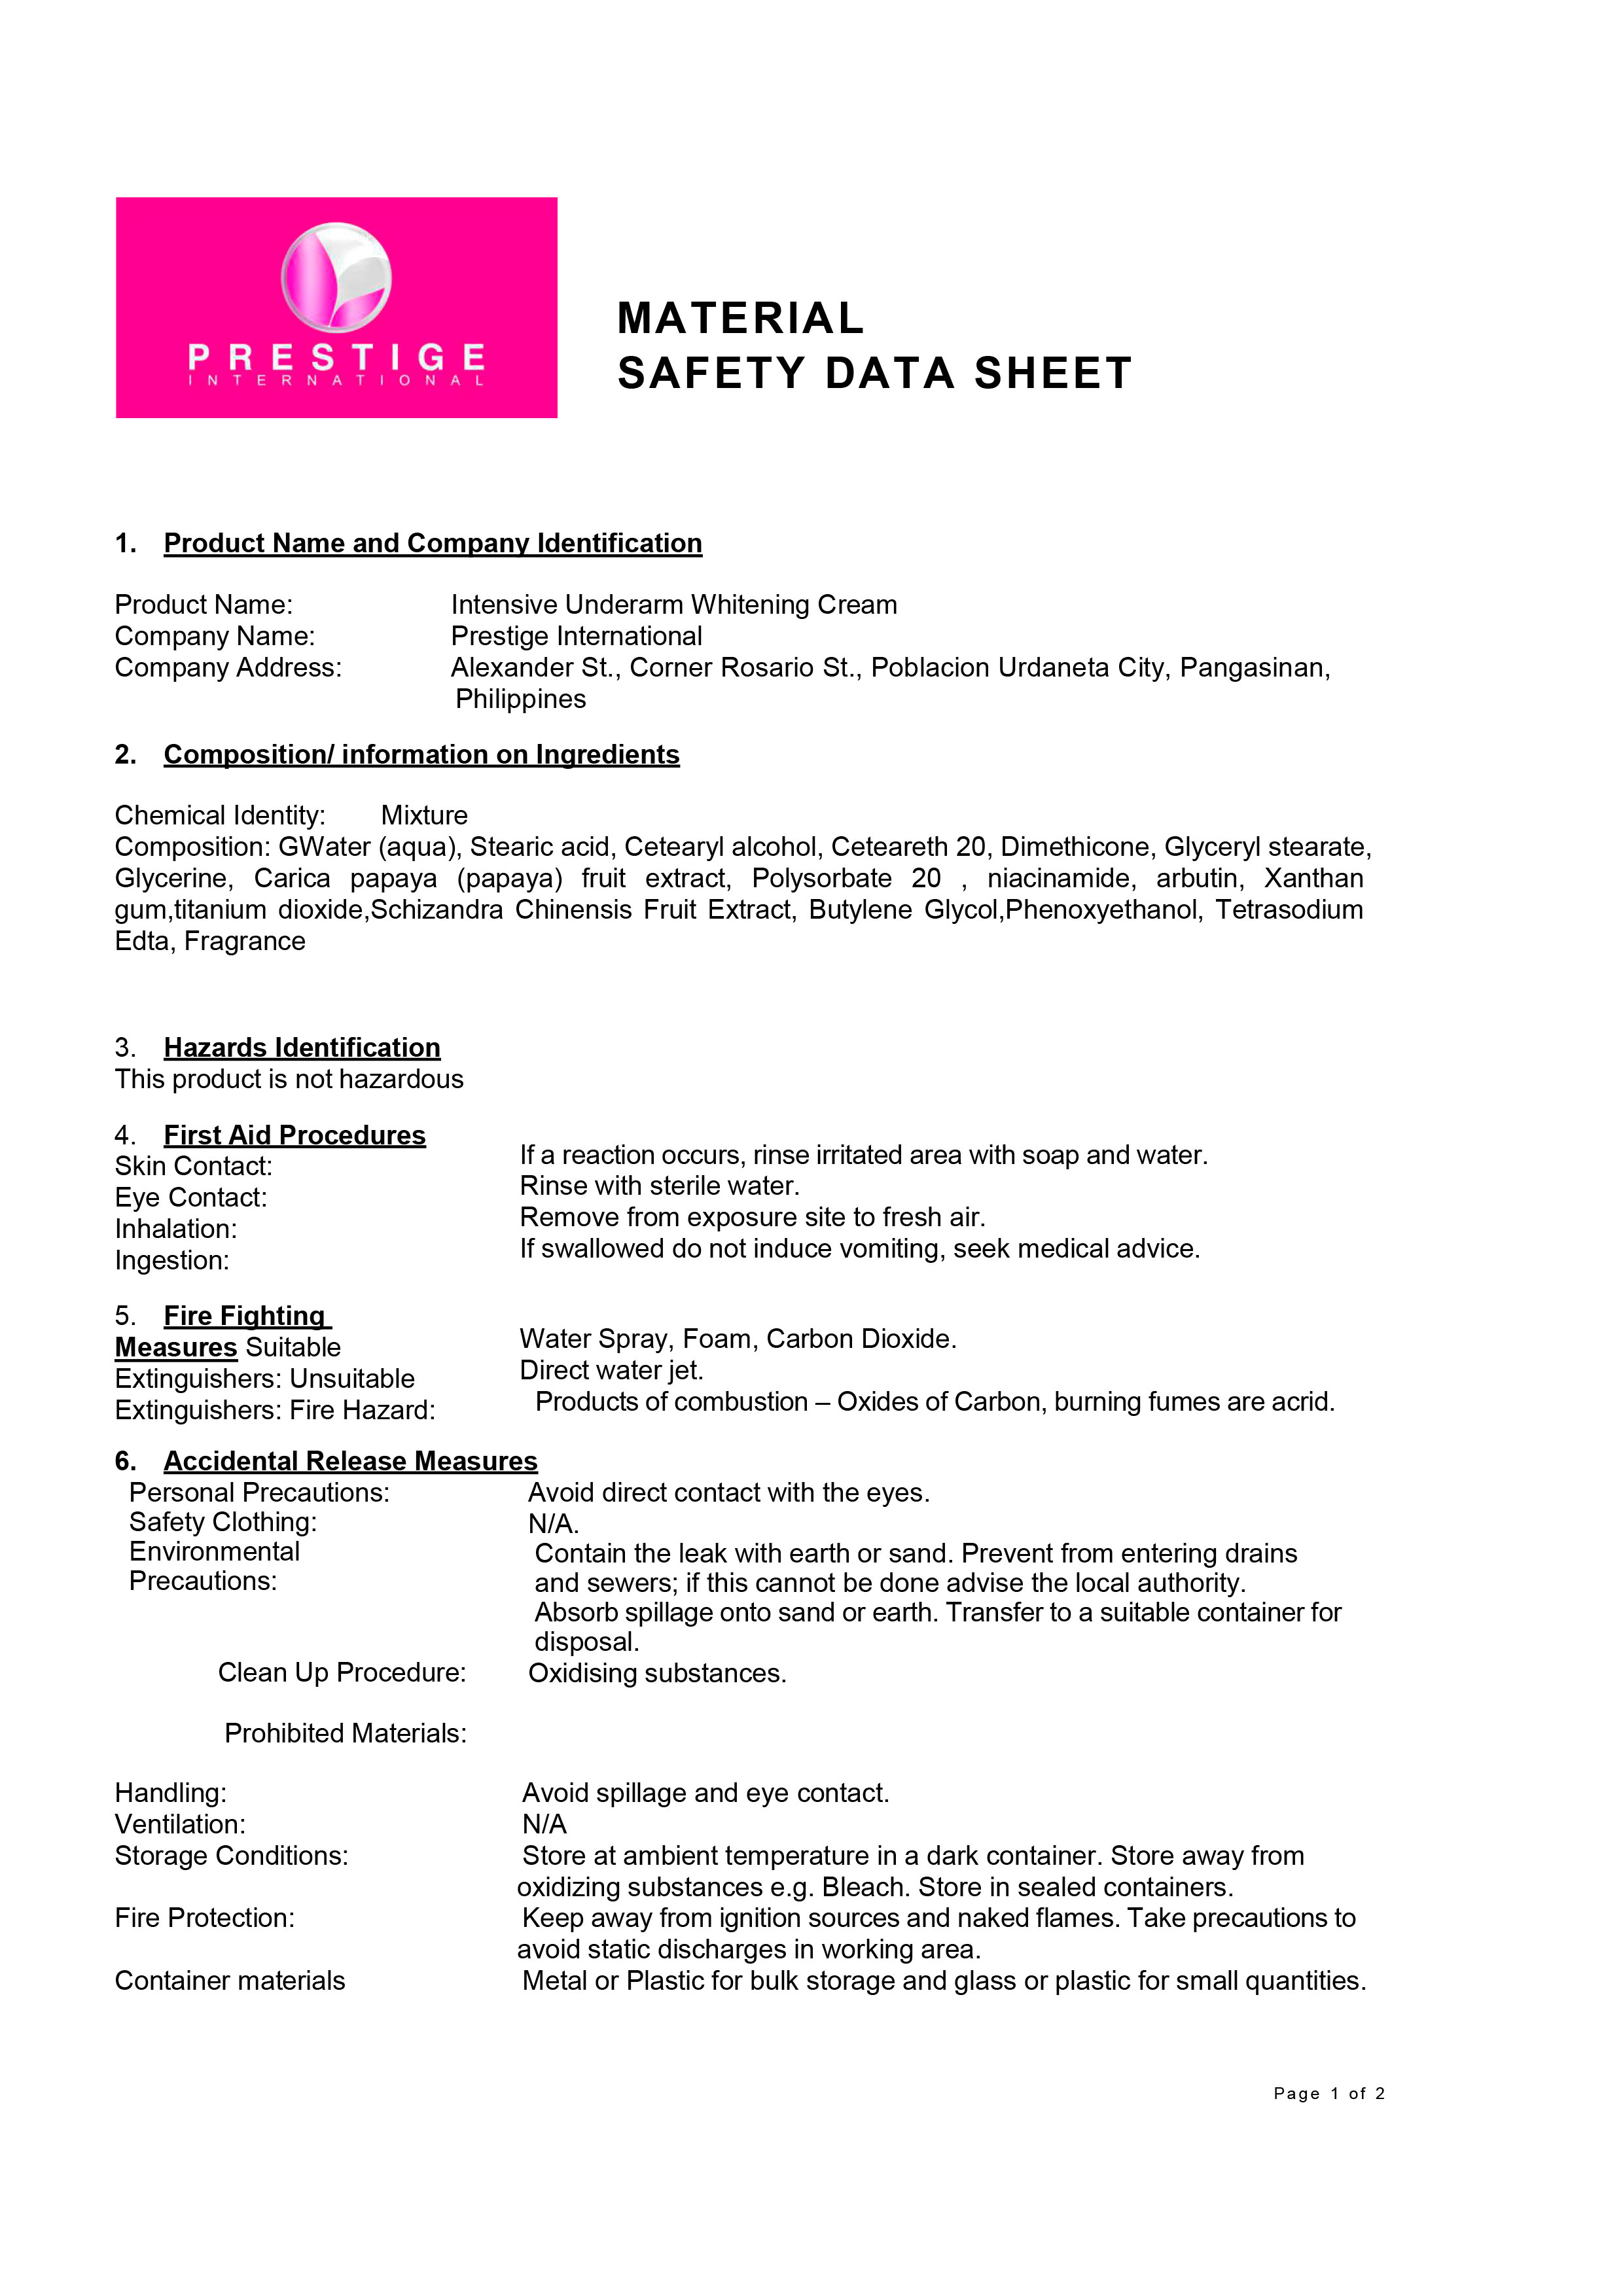 PRESTIGE
INTERNATIONAL
MATERIAL
SAFETY DATA SHEET
1. Product Name and Company Identification
Product Name: Intensive Underarm Whitening Cream
Company Name: Prestige International
Company Address: Alexander St., Corner Rosario St., Poblacion Urdaneta City, Pangasinan,
Philippines
2. Composition/ information on Ingredients
Chemical Identity: Mixture
Composition: GWater (aqua), Stearic acid, Cetearyl alcohol, Ceteareth 20, Dimethicone, Glyceryl stearate,
Glycerine, Carica papaya (papaya) fruit extract, Polysorbate 20 , niacinamide, arbutin, Xanthan
gum,titanium dioxide,Schizandra Chinensis Fruit Extract, Butylene Glycol,Phenoxyethanol, Tetrasodium
Edta, Fragrance
3. Hazards Identification
This product is not hazardous
4. First Aid Procedures
Skin Contact: If a reaction occurs, rinse irritated area with soap and water.
Eye Contact: Rinse with sterile water.
Inhalation: Remove from exposure site to fresh air.
Ingestion: If swallowed do not induce vomiting, seek medical advice.
5. Fire Fighting
Measures Suitable Water Spray, Foam, Carbon Dioxide.
Extinguishers: Unsuitable Direct water jet.
Extinguishers: Fire Hazard: Products of combustion – Oxides of Carbon, burning fumes are acrid.
6. Accidental Release Measures
Personal Precautions: Avoid direct contact with the eyes.
Safety Clothing: N/A.
Environmental Contain the leak with earth or sand. Prevent from entering drains
Precautions: and sewers; if this cannot be done advise the local authority.
Absorb spillage onto sand or earth. Transfer to a suitable container for
disposal.
Clean Up Procedure: Oxidising substances.
Prohibited Materials:
Handling: Avoid spillage and eye contact.
Ventilation: N/A
Storage Conditions: Store at ambient temperature in a dark container. Store away from
oxidizing substances e.g. Bleach. Store in sealed containers.
Fire Protection: Keep away from ignition sources and naked flames. Take precautions to
avoid static discharges in working area.
Container materials Metal or Plastic for bulk storage and glass or plastic for small quantities.
Page 1 of 2